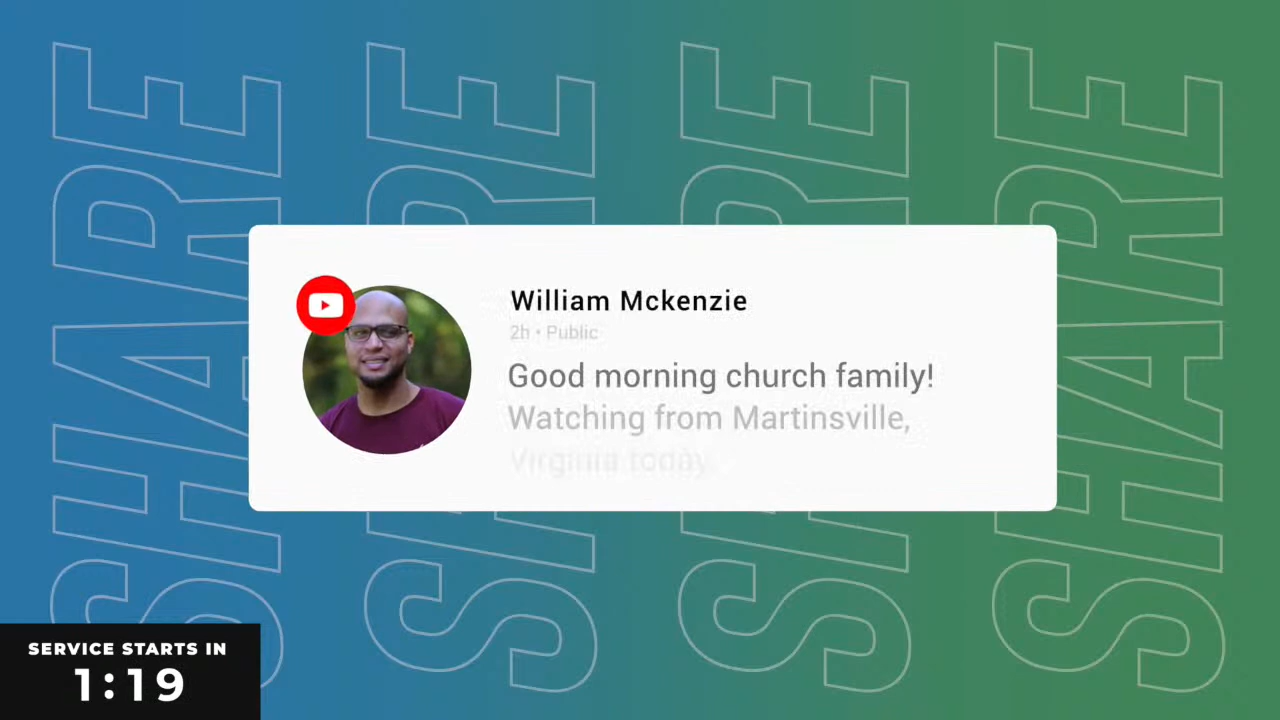 SHARE SHARE SHARE SHARE
William Mckenzie
2h • Public
Good morning church family!
Watching from Martinsville,
Virginia today.
SERVICE STARTS IN
1:19